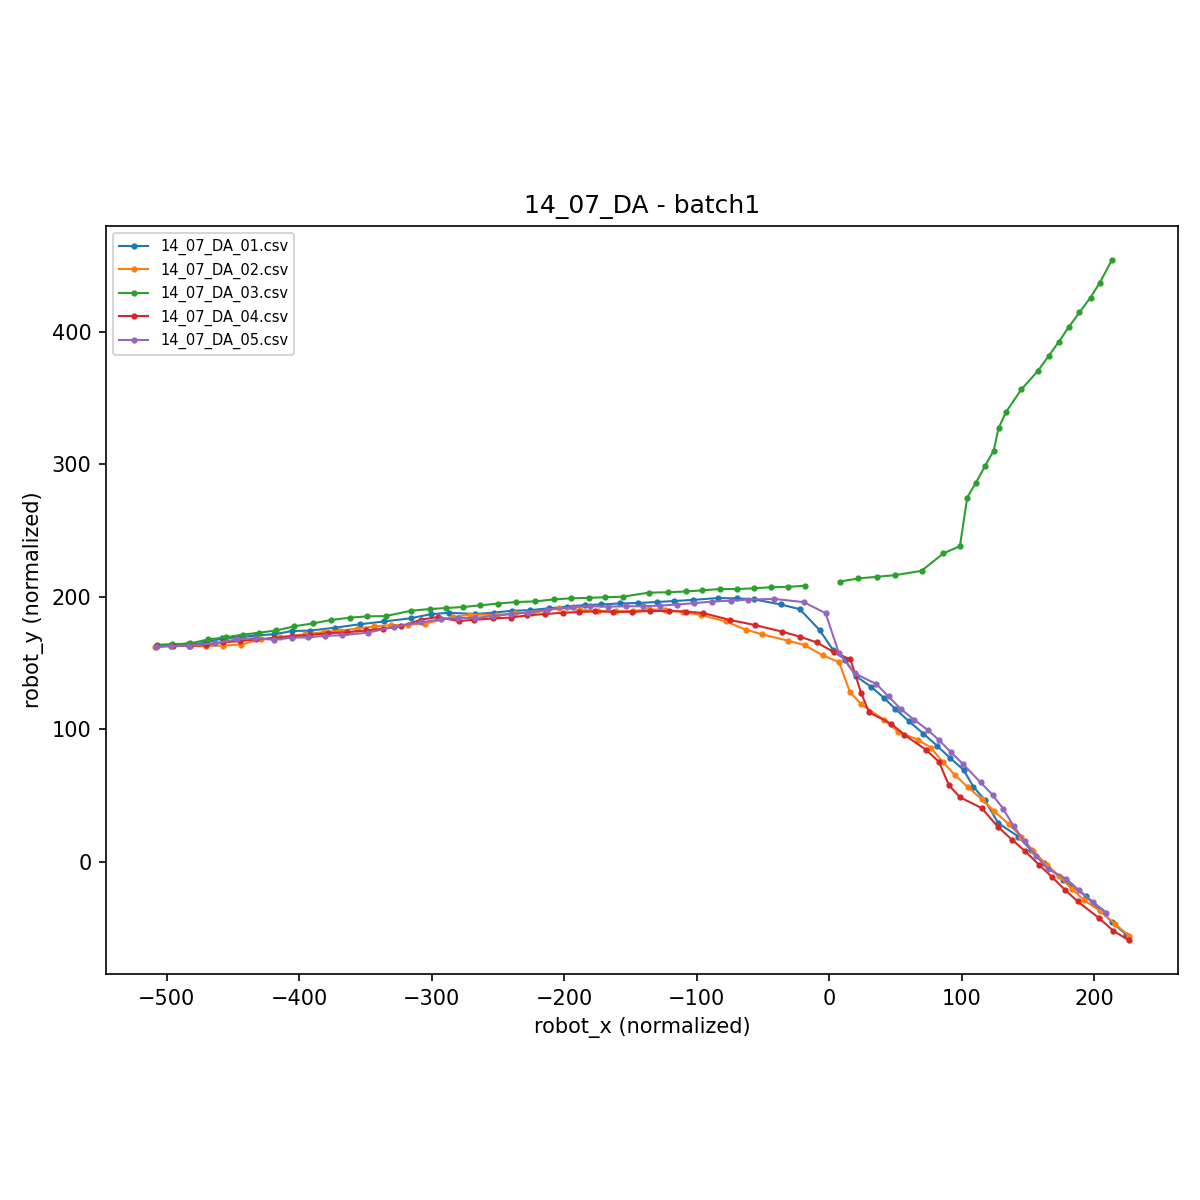 14_07_DA - batch1
14_07_DA_01.csv
14_07_DA_02.csv
14_07_DA_03.csv
14_07_DA_04.csv
14_07_DA_05.csv
400
300
200
100
0
robot_y (normalized)
−500 −400 −300 −200 −100 0 100 200
robot_x (normalized)